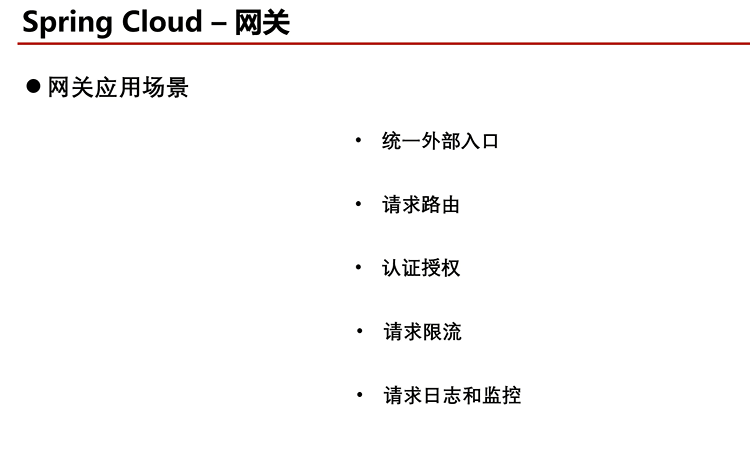 Spring Cloud – 网关
● 网关应用场景
• 统一外部入口
• 请求路由
• 认证授权
• 请求限流
• 请求日志和监控